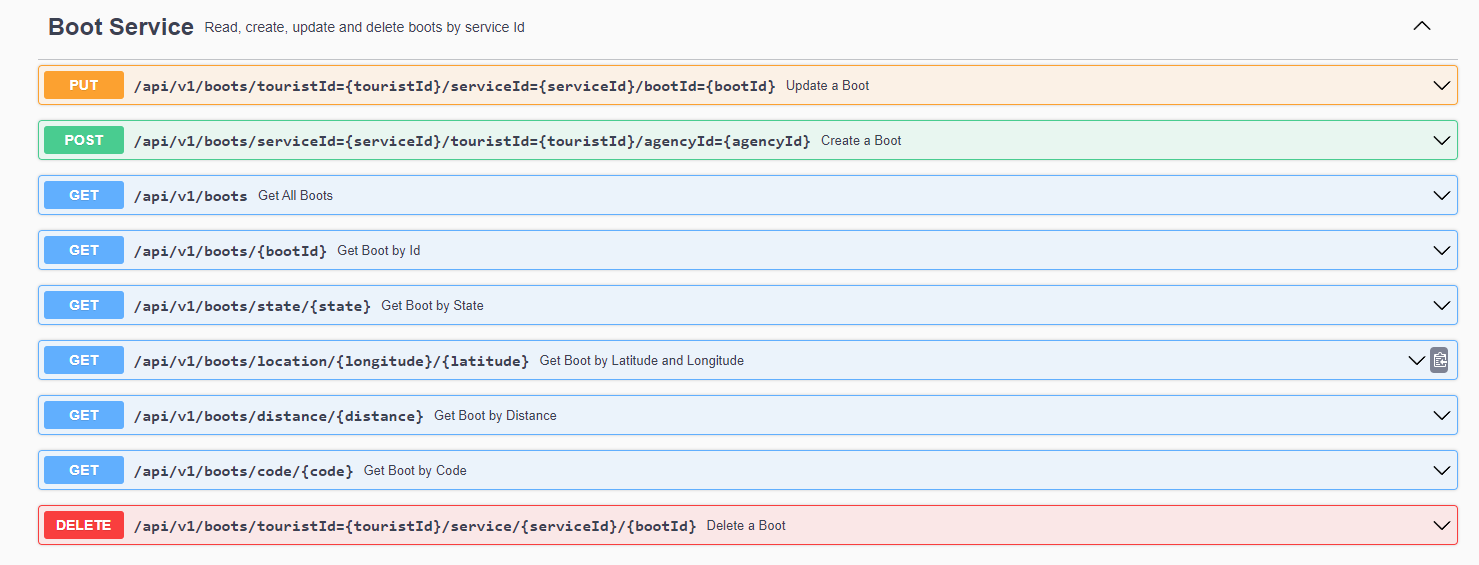 Boot Service Read, create, update and delete boots by service Id
PUT /api/v1/boots/touristId={touristId}/serviceId={serviceId}/bootId={bootId} Update a Boot
POST /api/v1/boots/serviceId={serviceId}/touristId={touristId}/agencyId={agencyId} Create a Boot
GET /api/v1/boots Get All Boots
GET /api/v1/boots/{bootId} Get Boot by Id
GET /api/v1/boots/state/{state} Get Boot by State
GET /api/v1/boots/location/{longitude}/{latitude} Get Boot by Latitude and Longitude
GET /api/v1/boots/distance/{distance} Get Boot by Distance
GET /api/v1/boots/code/{code} Get Boot by Code
DELETE /api/v1/boots/touristId={touristId}/service/{serviceId}/{bootId} Delete a Boot